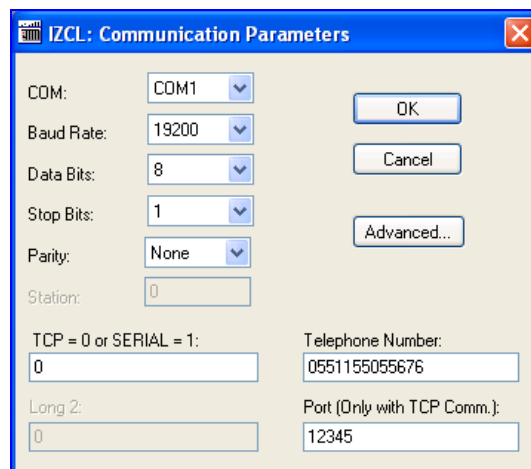 IZCL: Communication Parameters
COM: COM1
Baud Rate: 19200
Data Bits: 8
Stop Bits: 1
Parity: None
Station: 0
OK
Cancel
Advanced...
TCP = 0 or SERIAL = 1:
0
Telephone Number:
0551155055676
Long 2:
0
Port (Only with TCP Comm.):
12345